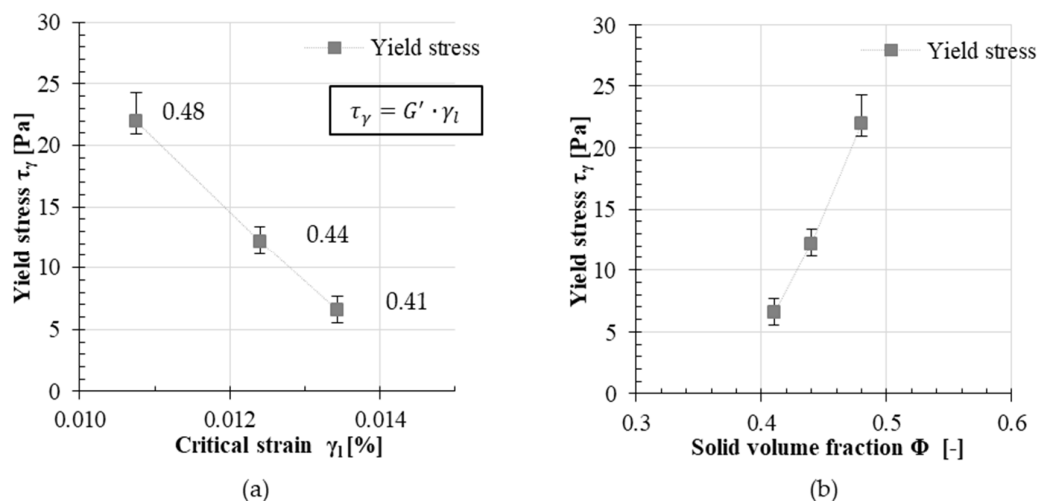 30
25
20
15
10
5
0
Yield stress τγ [Pa]
Yield stress
τγ = G′ · γl
0.48
0.44
0.41
0.010
0.012
0.014
Critical strain γl [%]
(a)
30
25
20
15
10
5
0
Yield stress τγ [Pa]
Yield stress
0.3
0.4
0.5
0.6
Solid volume fraction Φ [-]
(b)